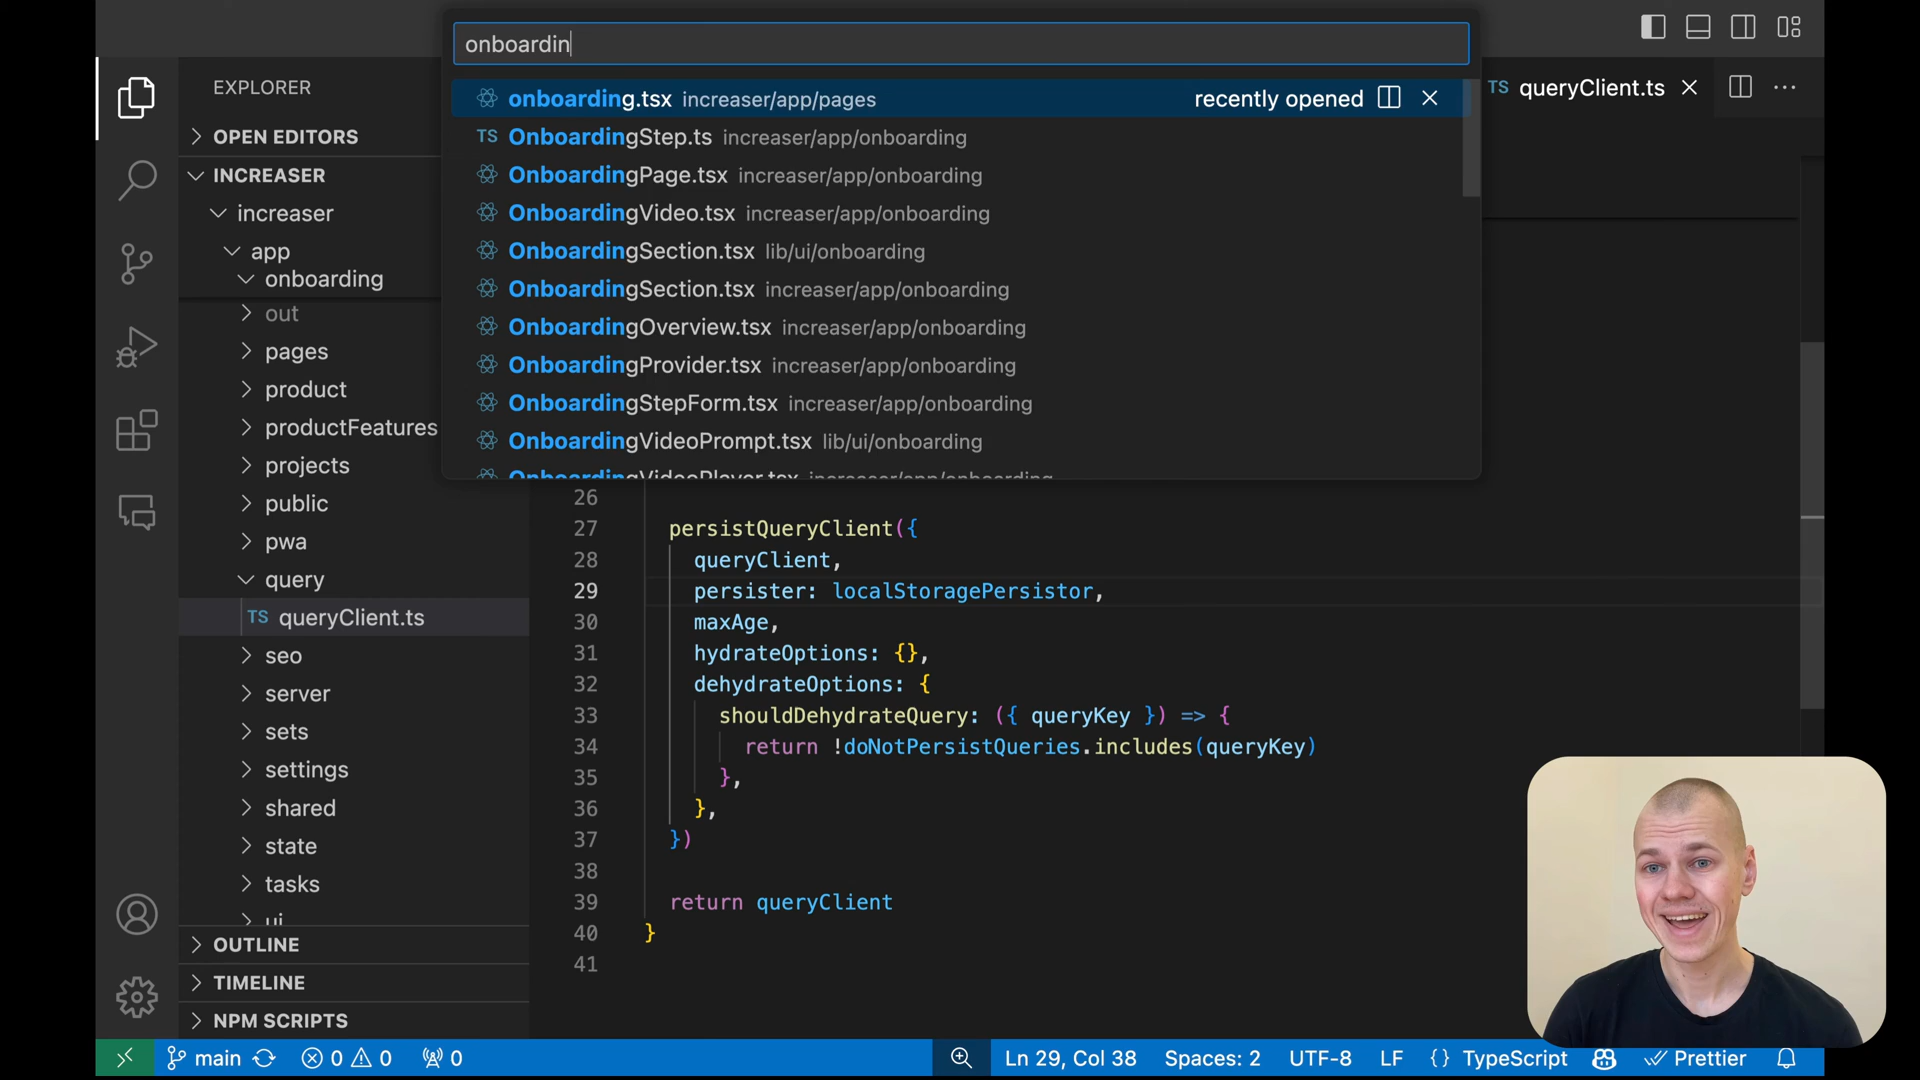 onboardin
onboarding.tsx increaser/app/pages recently opened
OnboardingStep.ts increaser/app/onboarding
OnboardingPage.tsx increaser/app/onboarding
OnboardingVideo.tsx increaser/app/onboarding
OnboardingSection.tsx lib/ui/onboarding
OnboardingSection.tsx increaser/app/onboarding
OnboardingOverview.tsx increaser/app/onboarding
OnboardingProvider.tsx increaser/app/onboarding
OnboardingStepForm.tsx increaser/app/onboarding
OnboardingVideoPrompt.tsx lib/ui/onboarding
OnboardingVideoPlayer.tsx increaser/app/onboarding
TS queryClient.ts
EXPLORER
OPEN EDITORS
INCREASER
increaser
app
onboarding
out
pages
product
productFeatures
projects
public
pwa
query
TS queryClient.ts
seo
server
sets
settings
shared
state
tasks
ui
OUTLINE
TIMELINE
NPM SCRIPTS
26
27 persistQueryClient({
28 queryClient,
29 persister: localStoragePersistor,
30 maxAge,
31 hydrateOptions: {},
32 dehydrateOptions: {
33 shouldDehydrateQuery: ({ queryKey }) => {
34 return !doNotPersistQueries.includes(queryKey)
35 },
36 },
37 })
38
39 return queryClient
40 }
41
main 0 0 0 Ln 29, Col 38 Spaces: 2 UTF-8 LF {} TypeScript Prettier